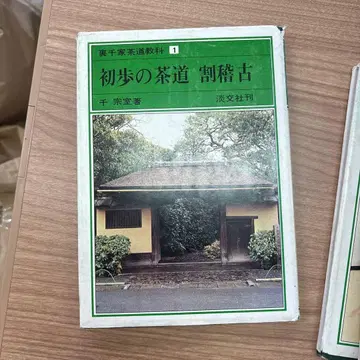 裏千家茶道教科 1
初歩の茶道 割稽古
千 宗室著 淡交社刊